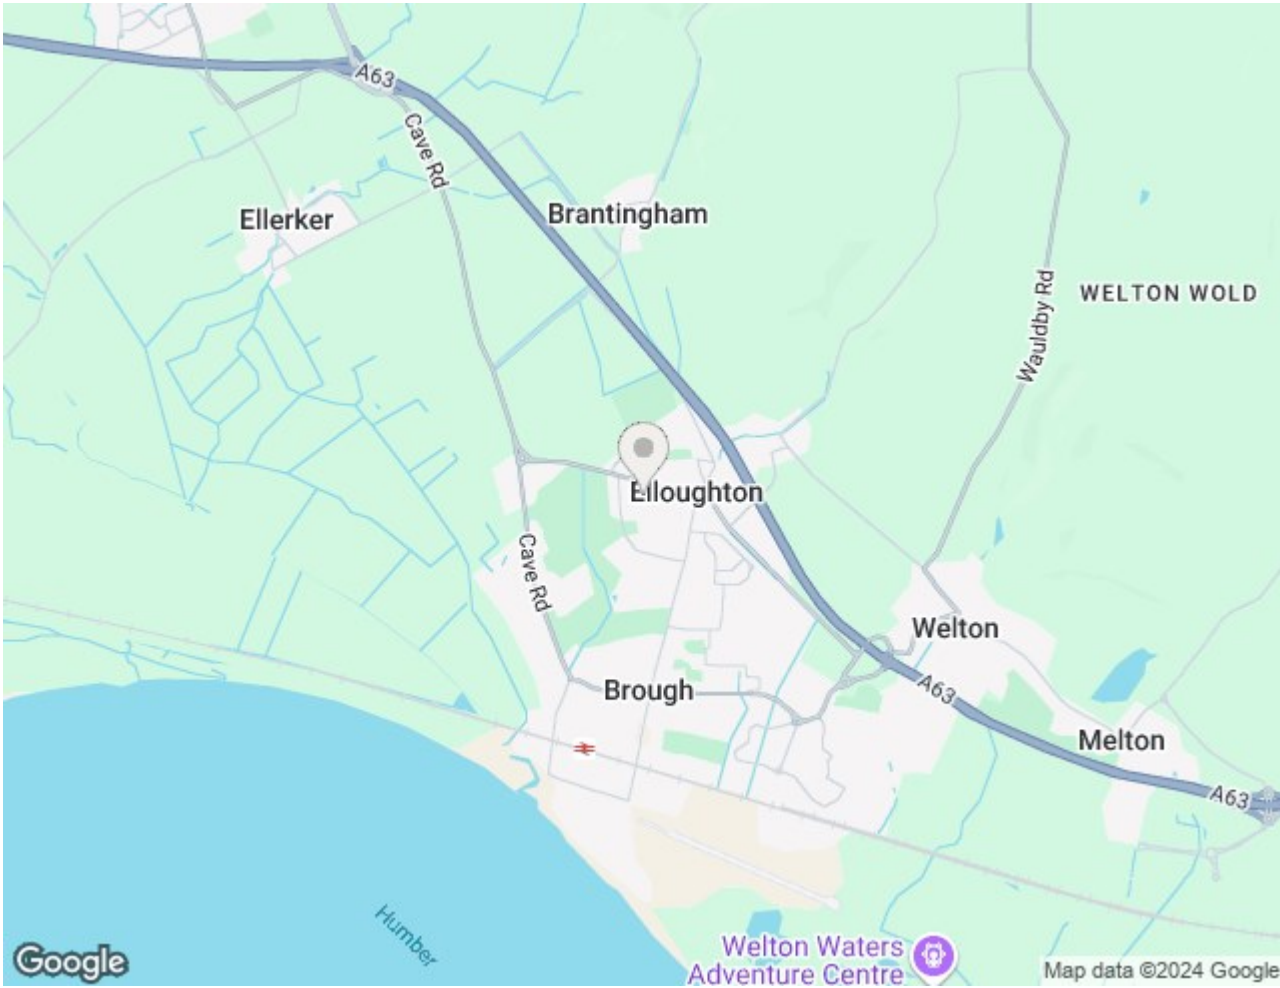 A63
Cave Rd
Ellerker
Brantingham
WELTON WOLD
Wauldby Rd
Elloughton
Cave Rd
Welton
A63
Brough
Melton
A63
Humber
Welton Waters
Adventure Centre
Google
Map data ©2024 Google